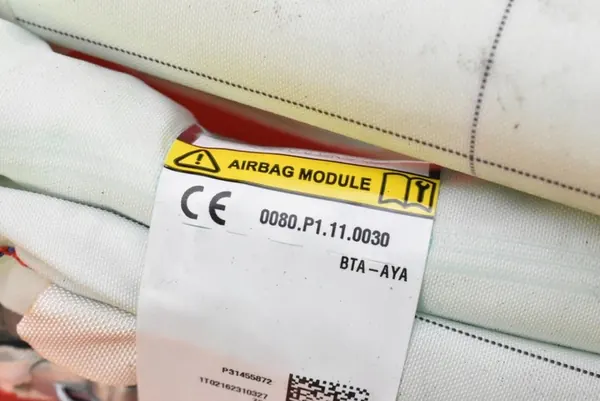 AIRBAG MODULE
CE 0080.P1.11.0030
BTA-AYA
P31455872
1T02162310327